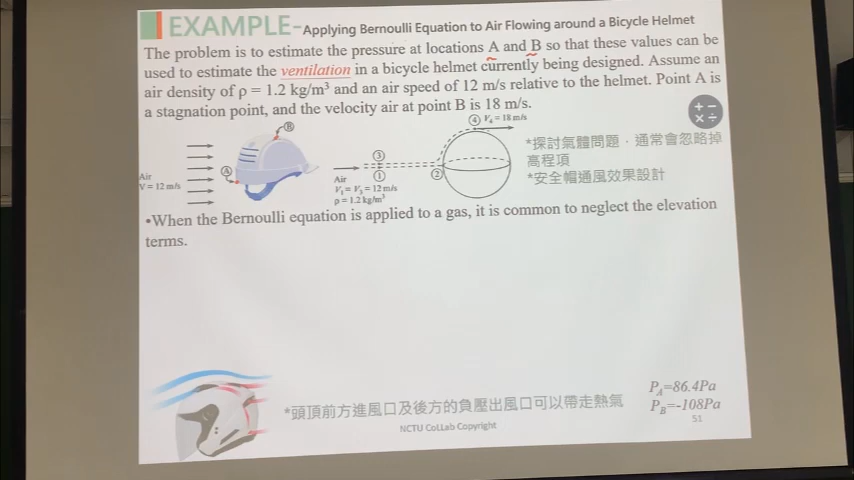 EXAMPLE-Applying Bernoulli Equation to Air Flowing around a Bicycle Helmet
The problem is to estimate the pressure at locations A and B so that these values can be
used to estimate the ventilation in a bicycle helmet currently being designed. Assume an
air density of ρ = 1.2 kg/m³ and an air speed of 12 m/s relative to the helmet. Point A is
a stagnation point, and the velocity air at point B is 18 m/s.
+ −
× ÷
B
A
Air
V = 12 m/s
④ V₄ = 18 m/s
③
①
②
Air
V₁ = V₃ = 12 m/s
ρ = 1.2 kg/m³
*探討氣體問題，通常會忽略掉
高程項
*安全帽通風效果設計
•When the Bernoulli equation is applied to a gas, it is common to neglect the elevation
terms.
*頭頂前方進風口及後方的負壓出風口可以帶走熱氣
P_A=86.4Pa
P_B=-108Pa
NCTU CoLLab Copyright
51